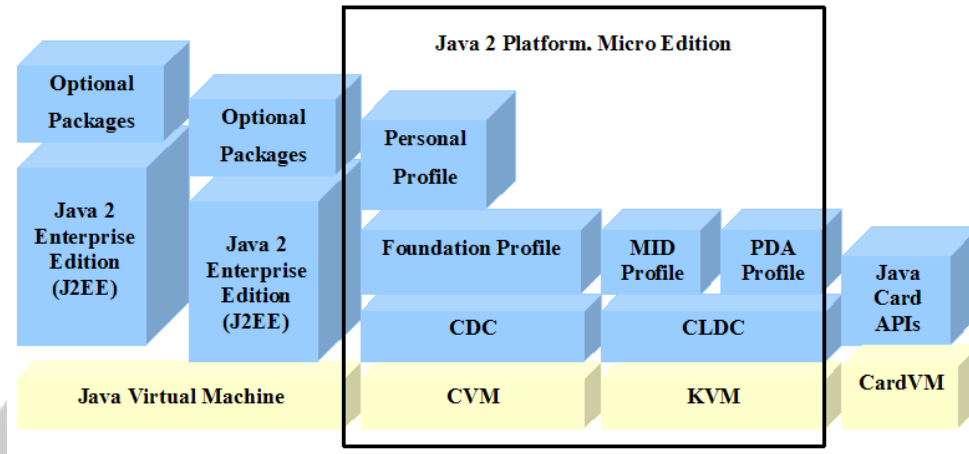 Java 2 Platform. Micro Edition
Optional
Packages
Optional
Packages
Personal
Profile
Java 2
Enterprise
Edition
(J2EE)
Java 2
Enterprise
Edition
(J2EE)
Foundation Profile
MID
Profile
PDA
Profile
Java
Card
APIs
CDC
CLDC
Java Virtual Machine
CVM
KVM
CardVM